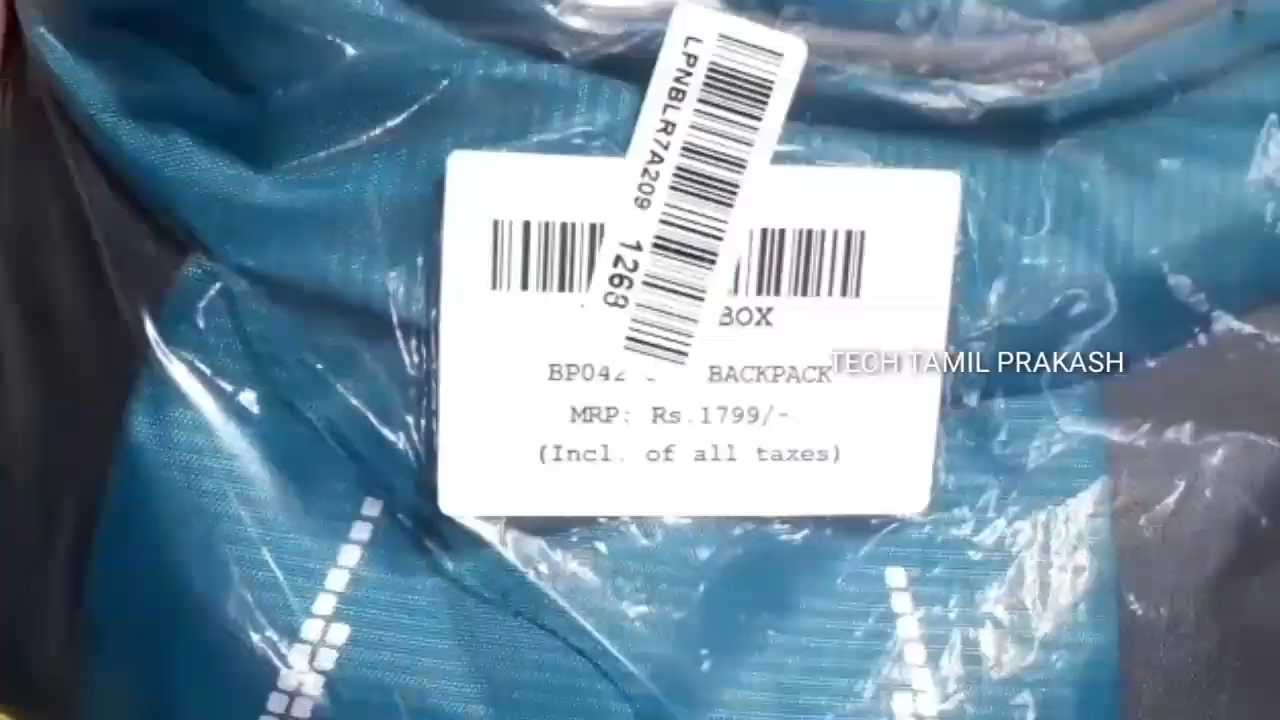 LPNBLR7A209 1268
BOX
BP042 BACKPACK
MRP: Rs.1799/-
(Incl. of all taxes)
TECH TAMIL PRAKASH